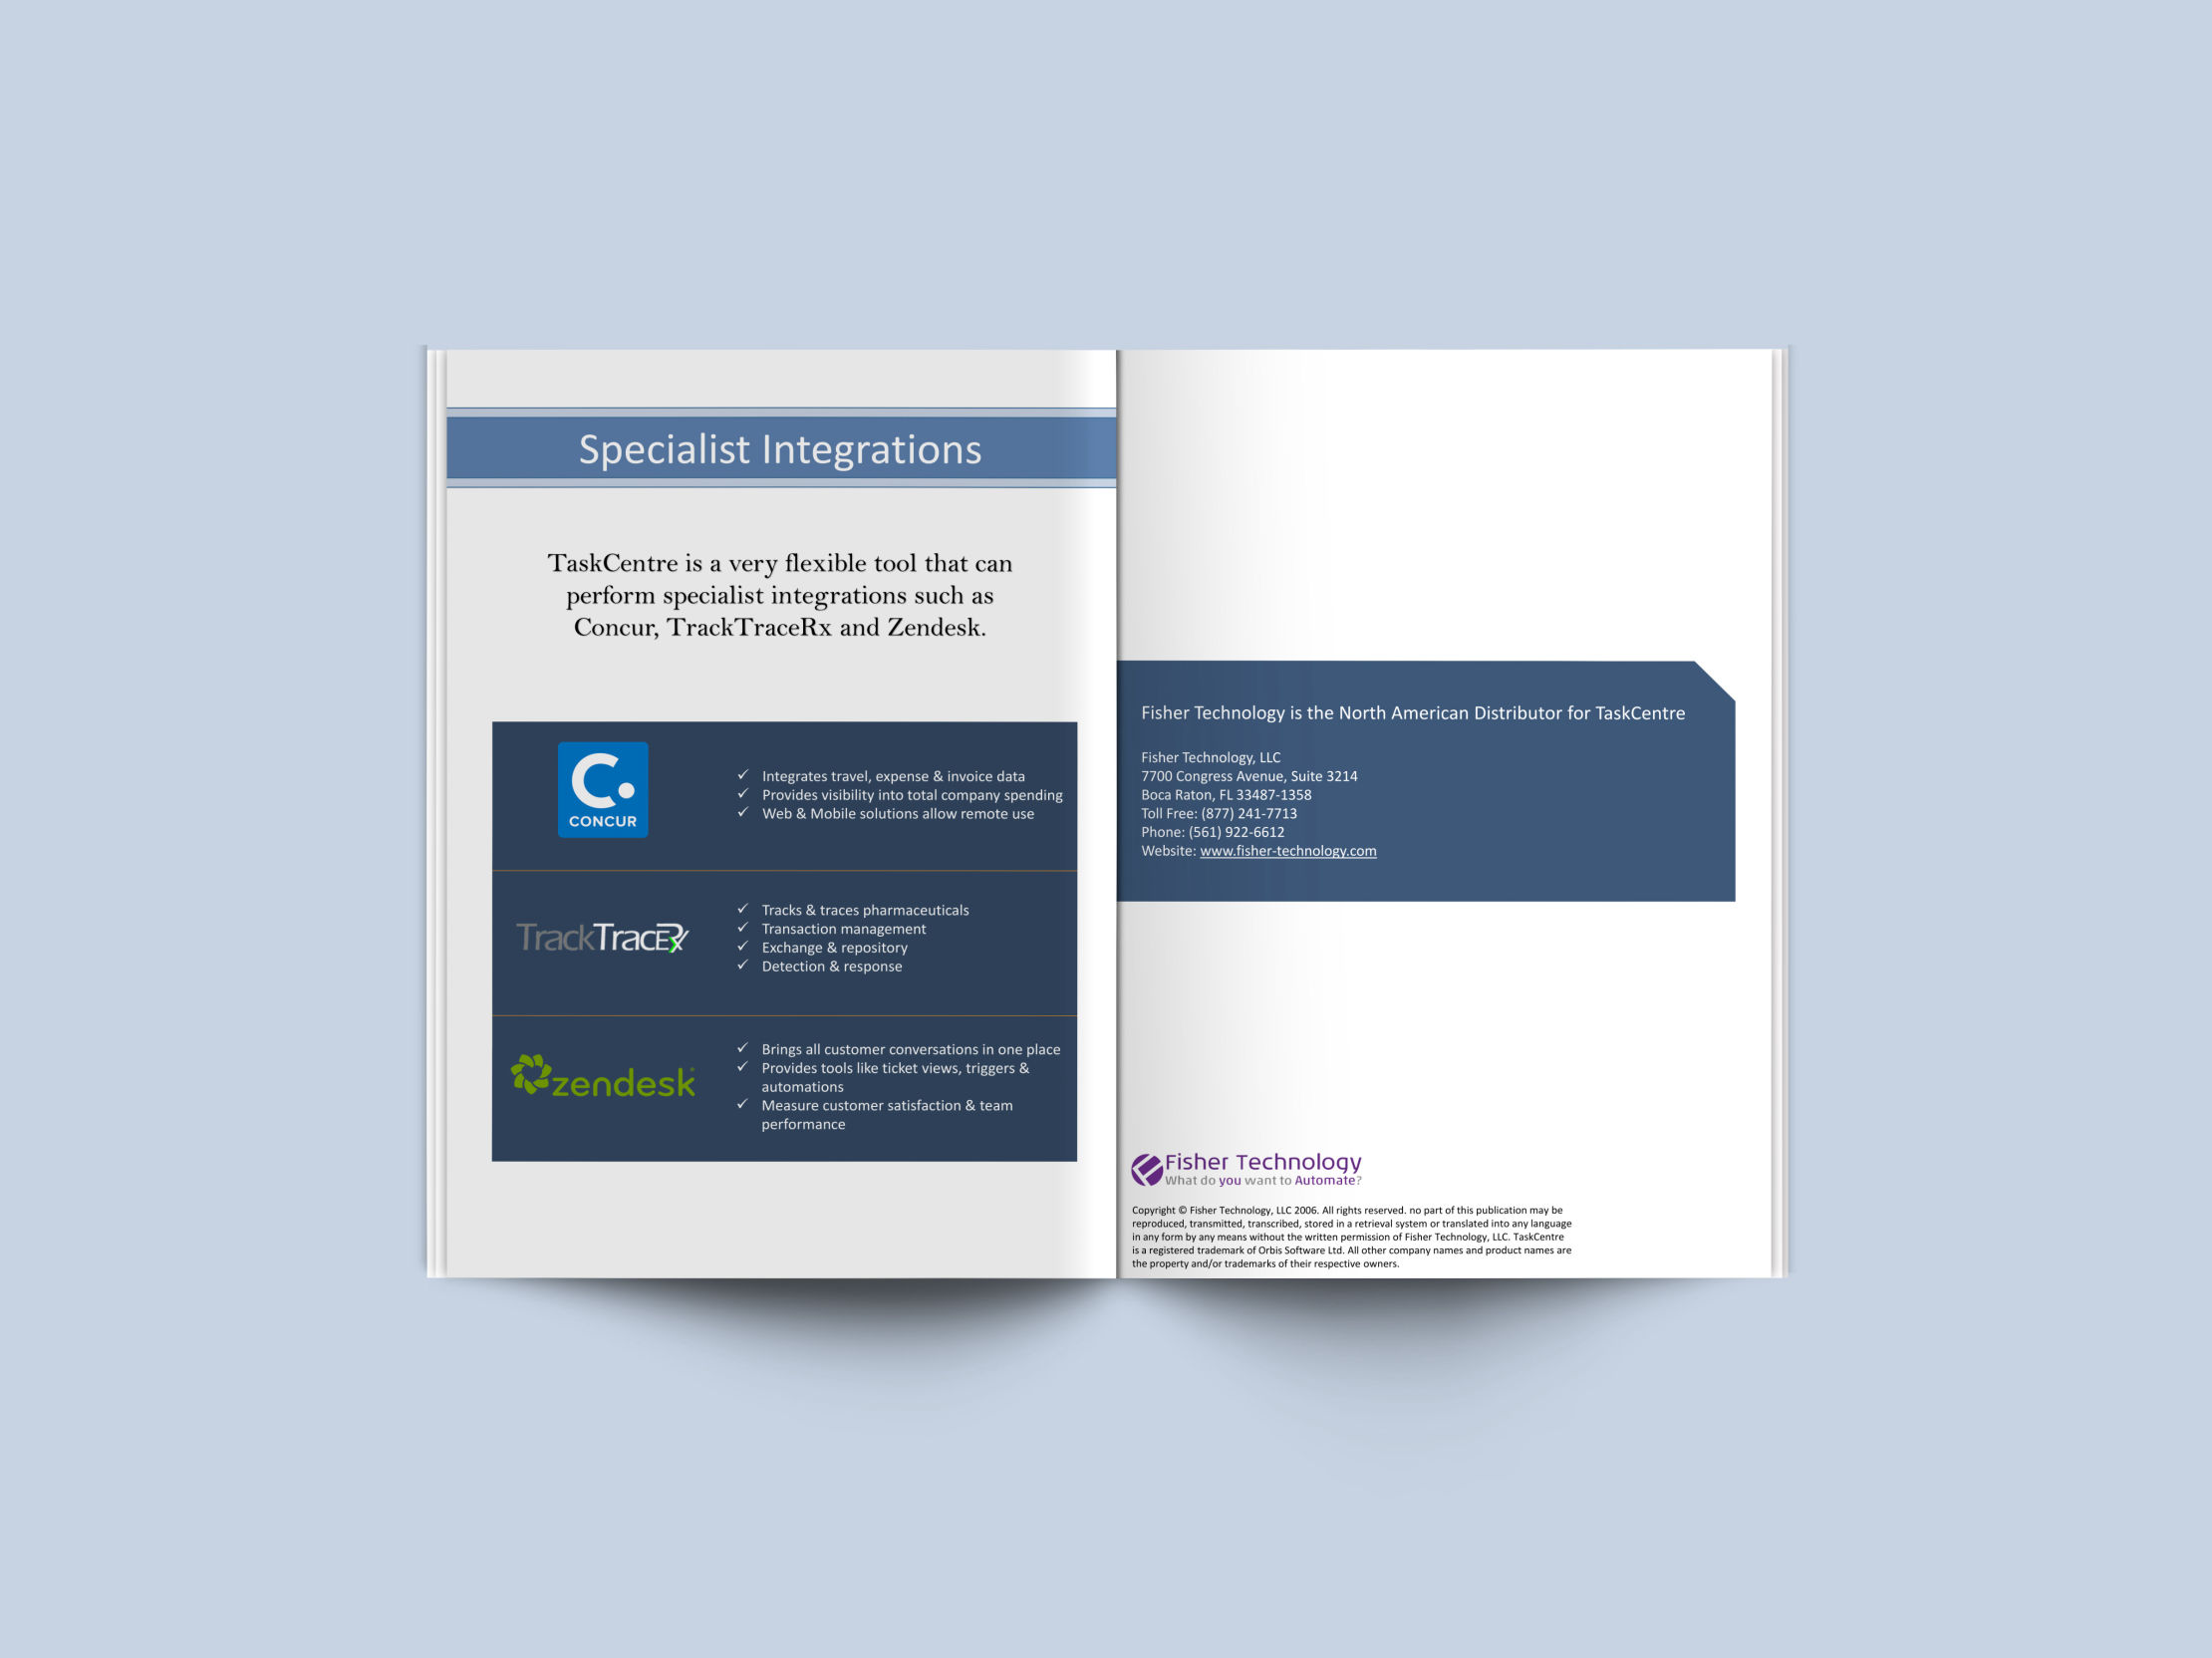 Specialist Integrations
TaskCentre is a very flexible tool that can
perform specialist integrations such as
Concur, TrackTraceRx and Zendesk.
C.
CONCUR
✓ Integrates travel, expense & invoice data
✓ Provides visibility into total company spending
✓ Web & Mobile solutions allow remote use
TrackTraceRx
✓ Tracks & traces pharmaceuticals
✓ Transaction management
✓ Exchange & repository
✓ Detection & response
zendesk
✓ Brings all customer conversations in one place
✓ Provides tools like ticket views, triggers &
automations
✓ Measure customer satisfaction & team
performance
Fisher Technology is the North American Distributor for TaskCentre
Fisher Technology, LLC
7700 Congress Avenue, Suite 3214
Boca Raton, FL 33487-1358
Toll Free: (877) 241-7713
Phone: (561) 922-6612
Website: www.fisher-technology.com
Fisher Technology
What do you want to Automate?
Copyright © Fisher Technology, LLC 2006. All rights reserved. no part of this publication may be
reproduced, transmitted, transcribed, stored in a retrieval system or translated into any language
in any form by any means without the written permission of Fisher Technology, LLC. TaskCentre
is a registered trademark of Orbis Software Ltd. All other company names and product names are
the property and/or trademarks of their respective owners.